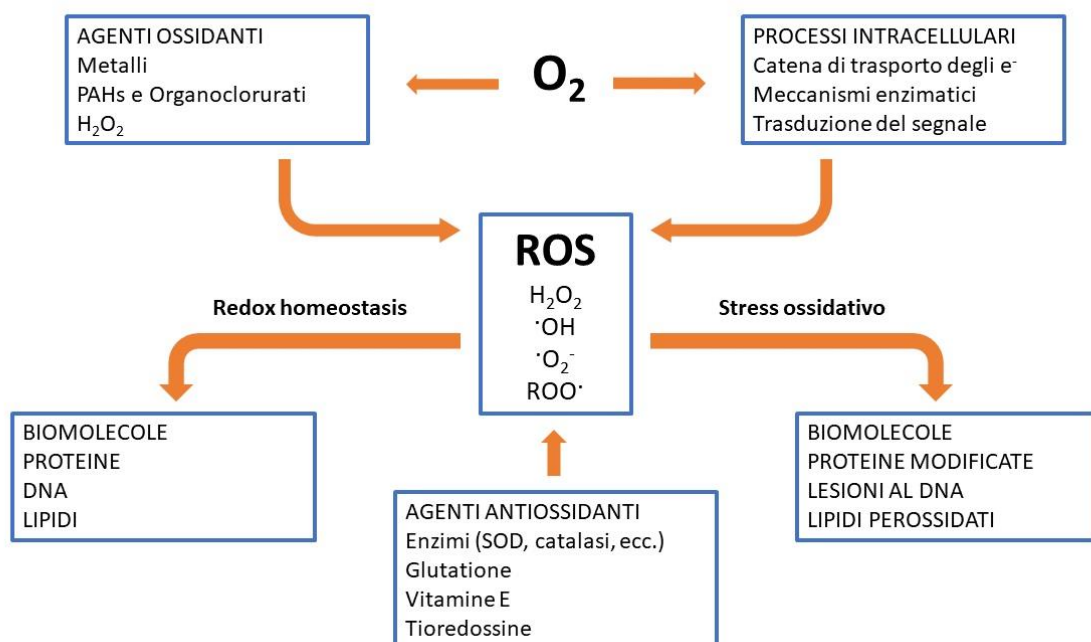 AGENTI OSSIDANTI
Metalli
PAHs e Organoclorurati
H₂O₂
O₂
PROCESSI INTRACELLULARI
Catena di trasporto degli e⁻
Meccanismi enzimatici
Trasduzione del segnale
ROS
H₂O₂
·OH
·O₂⁻
ROO·
Redox homeostasis
Stress ossidativo
BIOMOLECOLE
PROTEINE
DNA
LIPIDI
AGENTI ANTIOSSIDANTI
Enzimi (SOD, catalasi, ecc.)
Glutatione
Vitamine E
Tioredossine
BIOMOLECOLE
PROTEINE MODIFICATE
LESIONI AL DNA
LIPIDI PEROSSIDATI